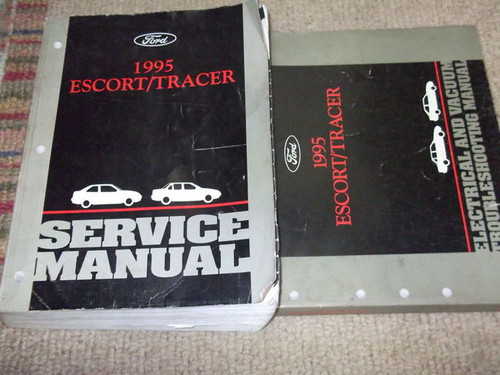 Ford
1995
ESCORT/TRACER
SERVICE
MANUAL
Ford
1995
ESCORT/TRACER
ELECTRICAL AND VACUUM
TROUBLESHOOTING MANUAL